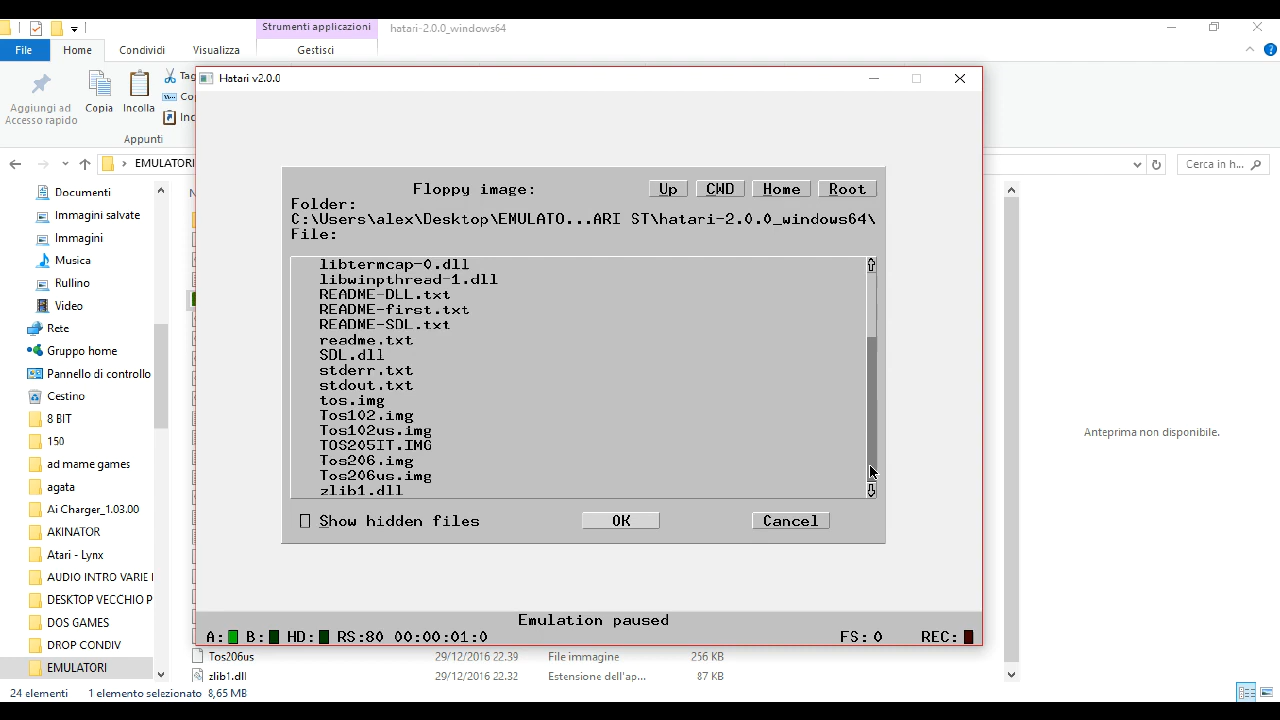 Strumenti applicazioni
hatari-2.0.0_windows64
File
Home
Condividi
Visualizza
Gestisci
Aggiungi ad
Accesso rapido
Copia
Incolla
Appunti
EMULATORI
Cerca in h...
Hatari v2.0.0
Floppy image:
Up
CWD
Home
Root
Folder:
C:\Users\alex\Desktop\EMULATO...ARI ST\hatari-2.0.0_windows64\
File:
libtermcap-0.dll
libwinpthread-1.dll
README-DLL.txt
README-first.txt
README-SDL.txt
readme.txt
SDL.dll
stderr.txt
stdout.txt
tos.img
Tos102.img
Tos102us.img
TOS205IT.IMG
Tos206.img
Tos206us.img
zlib1.dll
Show hidden files
OK
Cancel
Emulation paused
A: B: HD: RS:80 00:00:01:0
FS: 0
REC:
Documenti
Immagini salvate
Immagini
Musica
Rullino
Video
Rete
Gruppo home
Pannello di controllo
Cestino
8 BIT
150
ad mame games
agata
Ai Charger_1.03.00
AKINATOR
Atari - Lynx
AUDIO INTRO VARIE
DESKTOP VECCHIO P
DOS GAMES
DROP CONDIV
EMULATORI
Anteprima non disponibile.
Tos206us 29/12/2016 22.39 File immagine 256 KB
zlib1.dll 29/12/2016 22.32 Estensione dell'ap... 87 KB
24 elementi 1 elemento selezionato 8,65 MB